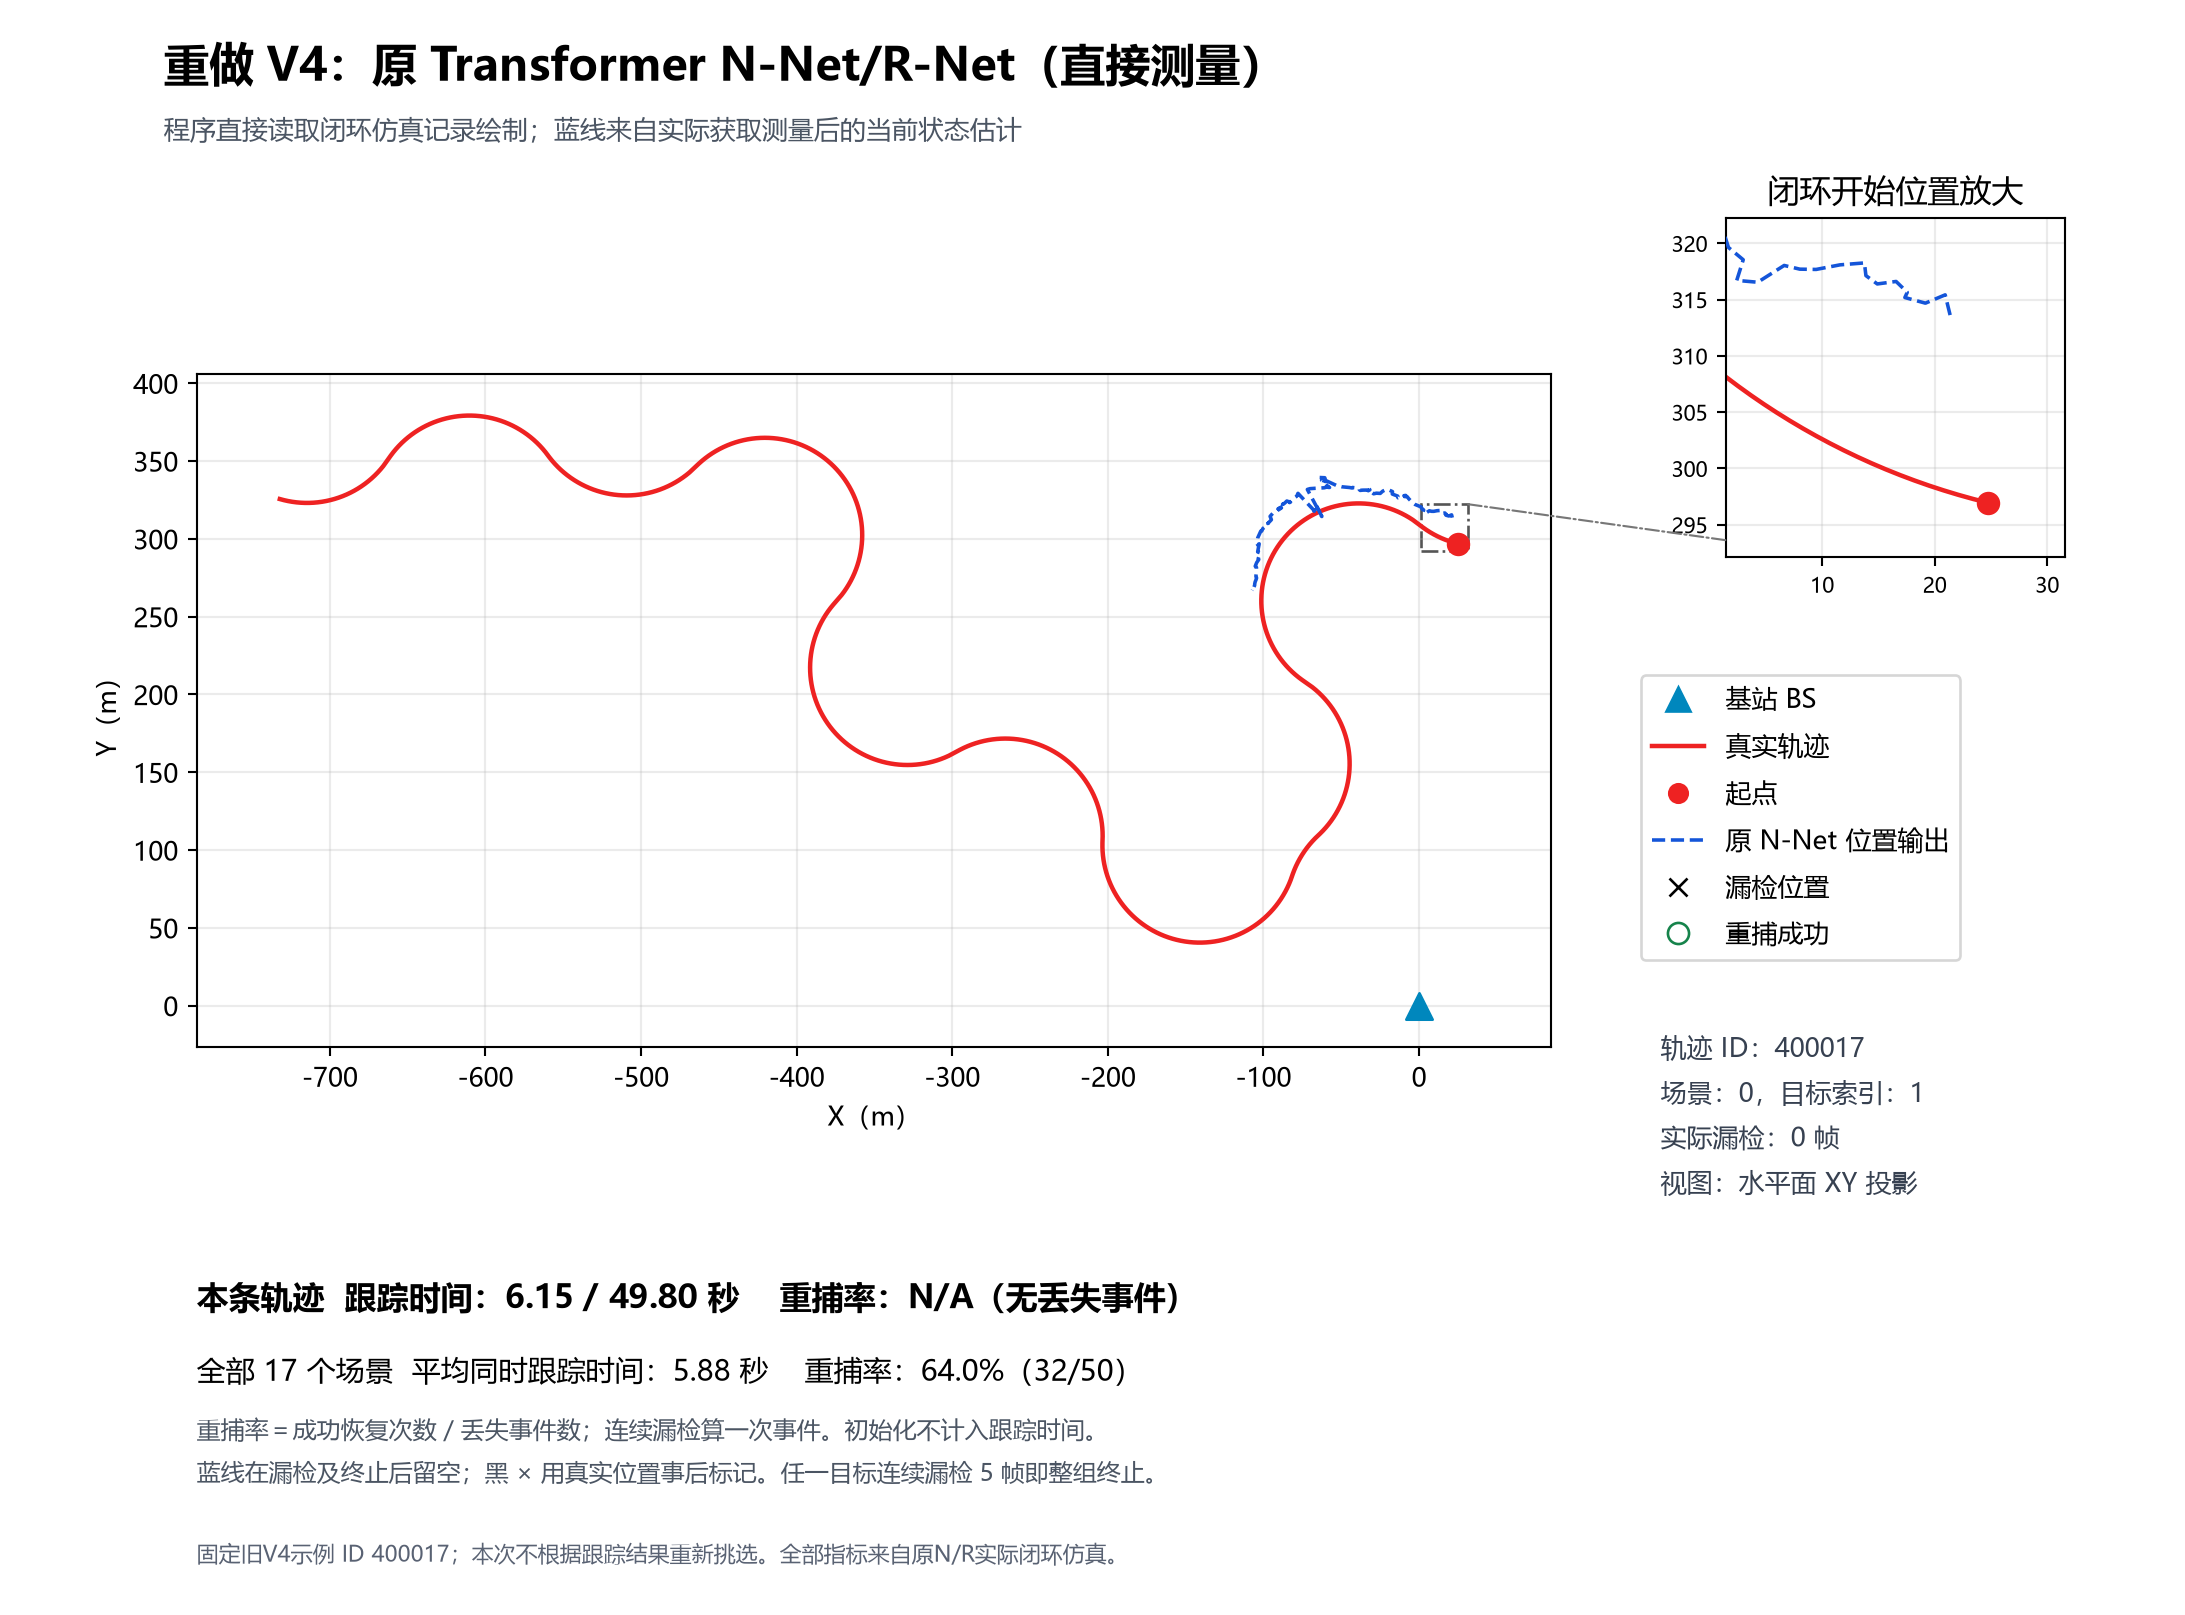 重做 V4：原 Transformer N-Net/R-Net（直接测量）
程序直接读取闭环仿真记录绘制；蓝线来自实际获取测量后的当前状态估计
闭环开始位置放大
320
315
310
305
300
295
10 20 30
400
350
300
250
200
150
100
50
0
Y（m）
-700 -600 -500 -400 -300 -200 -100 0
X（m）
基站 BS
真实轨迹
起点
原 N-Net 位置输出
漏检位置
重捕成功
轨迹 ID：400017
场景：0，目标索引：1
实际漏检：0 帧
视图：水平面 XY 投影
本条轨迹 跟踪时间：6.15 / 49.80 秒 重捕率：N/A（无丢失事件）
全部 17 个场景 平均同时跟踪时间：5.88 秒 重捕率：64.0%（32/50）
重捕率 = 成功恢复次数 / 丢失事件数；连续漏检算一次事件。初始化不计入跟踪时间。
蓝线在漏检及终止后留空；黑 × 用真实位置事后标记。任一目标连续漏检 5 帧即整组终止。
固定旧V4示例 ID 400017；本次不根据跟踪结果重新挑选。全部指标来自原N/R实际闭环仿真。